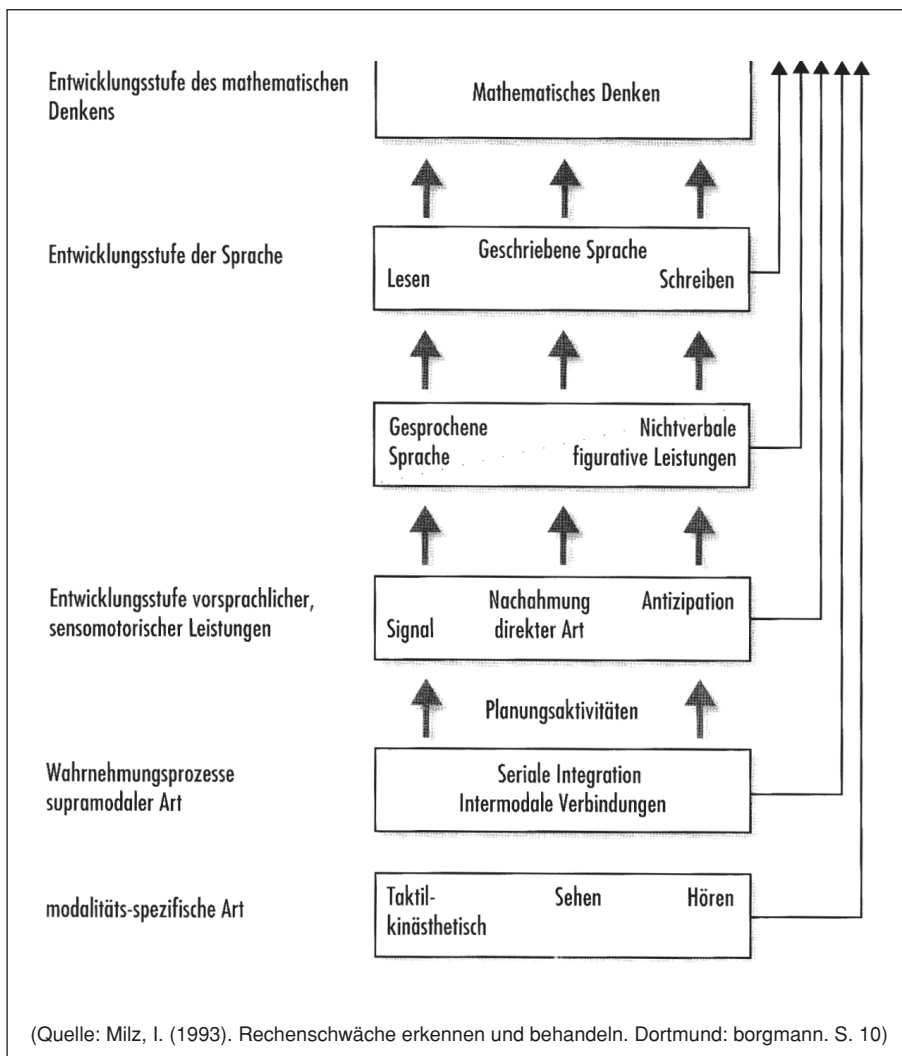 Entwicklungsstufe des mathematischen
Denkens
Mathematisches Denken
Entwicklungsstufe der Sprache
Geschriebene Sprache
Lesen Schreiben
Gesprochene Nichtverbale
Sprache figurative Leistungen
Entwicklungsstufe vorsprachlicher,
sensomotorischer Leistungen
Nachahmung Antizipation
Signal direkter Art
Planungsaktivitäten
Wahrnehmungsprozesse
supramodaler Art
Seriale Integration
Intermodale Verbindungen
modalitäts-spezifische Art
Taktil- Sehen Hören
kinästhetisch
(Quelle: Milz, I. (1993). Rechenschwäche erkennen und behandeln. Dortmund: borgmann. S. 10)